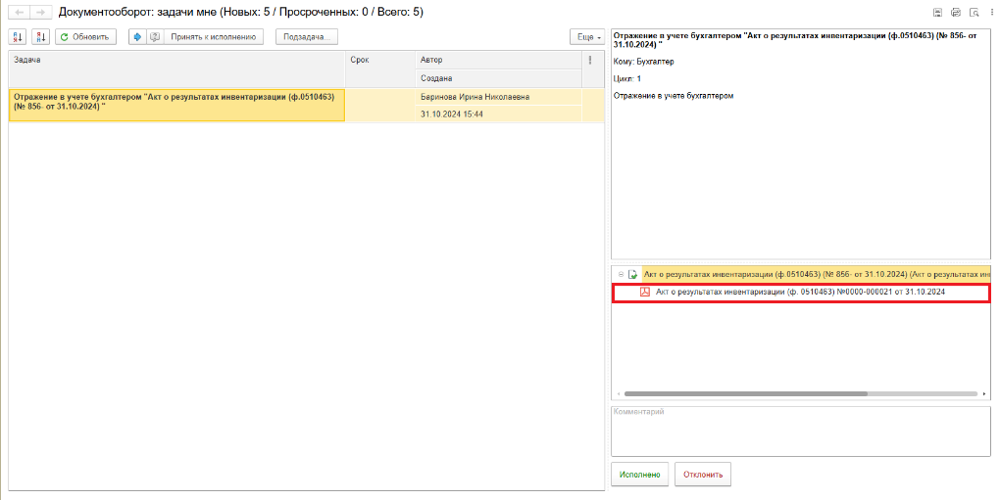 Документооборот: задачи мне (Новых: 5 / Просроченных: 0 / Всего: 5)
Обновить
Принять к исполнению
Подзадача...
Еще
Задача
Срок
Автор
Создана
Отражение в учете бухгалтером "Акт о результатах инвентаризации (ф.0510463)
(№ 856- от 31.10.2024) "
Баринова Ирина Николаевна
31.10.2024 15:44
Отражение в учете бухгалтером "Акт о результатах инвентаризации (ф.0510463) (№ 856- от
31.10.2024) "
Кому: Бухгалтер
Цикл: 1
Отражение в учете бухгалтером
Акт о результатах инвентаризации (ф.0510463) (№ 856- от 31.10.2024) (Акт о результатах ин
Акт о результатах инвентаризации (ф. 0510463) №0000-000021 от 31.10.2024
Комментарий
Исполнено
Отклонить